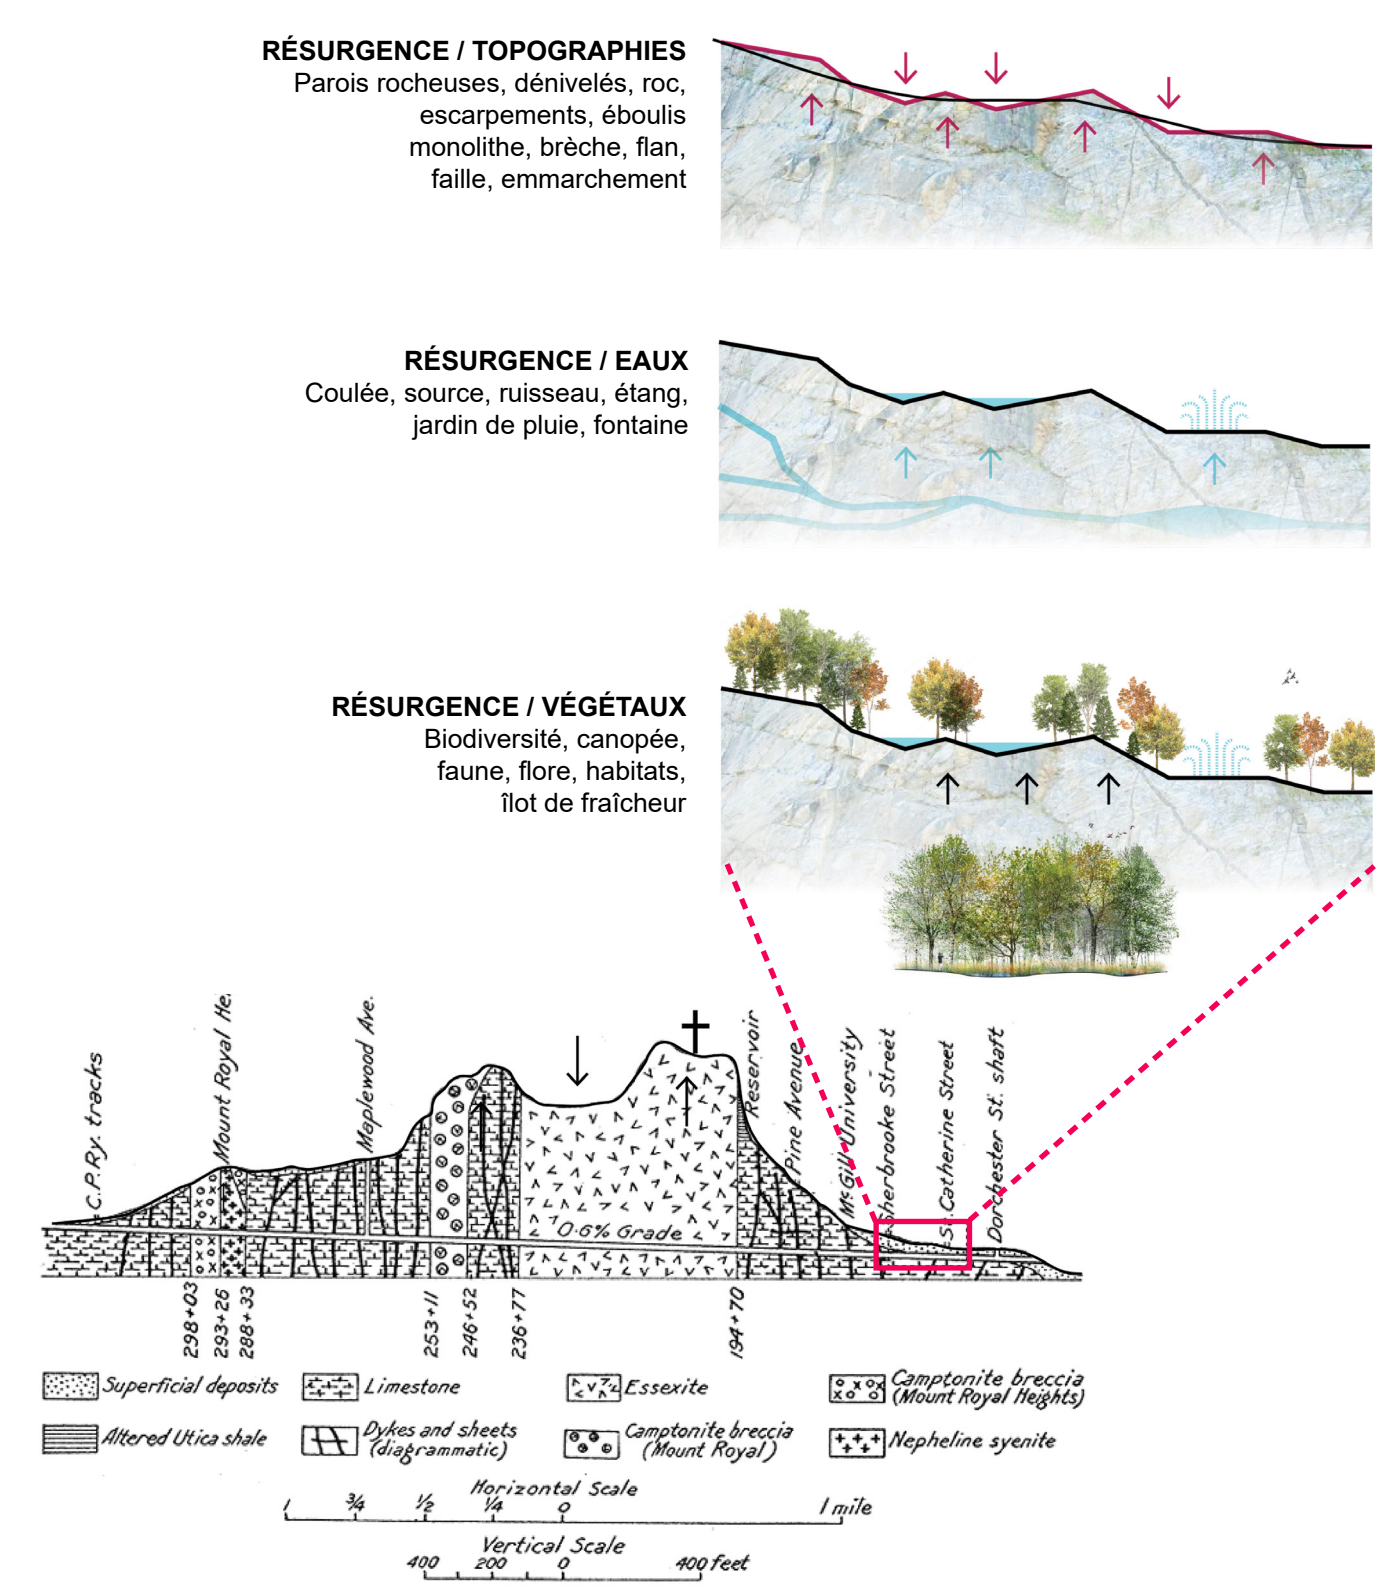 RÉSURGENCE / TOPOGRAPHIES
Parois rocheuses, dénivelés, roc,
escarpements, éboulis
monolithe, brèche, flan,
faille, emmarchement
RÉSURGENCE / EAUX
Coulée, source, ruisseau, étang,
jardin de pluie, fontaine
RÉSURGENCE / VÉGÉTAUX
Biodiversité, canopée,
faune, flore, habitats,
îlot de fraîcheur
C.P.Ry. tracks
Mount Royal He.
Maplewood Ave.
Reservoir
Pine Avenue
McGill University
Sherbrooke Street
St. Catherine Street
Dorchester St. shaft
0.6% Grade
298+03
293+26
288+33
253+11
246+52
236+77
194+70
Superficial deposits
Limestone
Essexite
Camptonite breccia
(Mount Royal Heights)
Altered Utica shale
Dykes and sheets
(diagrammatic)
Camptonite breccia
(Mount Royal)
Nepheline syenite
Horizontal Scale
1 3/4 1/2 1/4 0 1 mile
Vertical Scale
400 200 0 400 feet